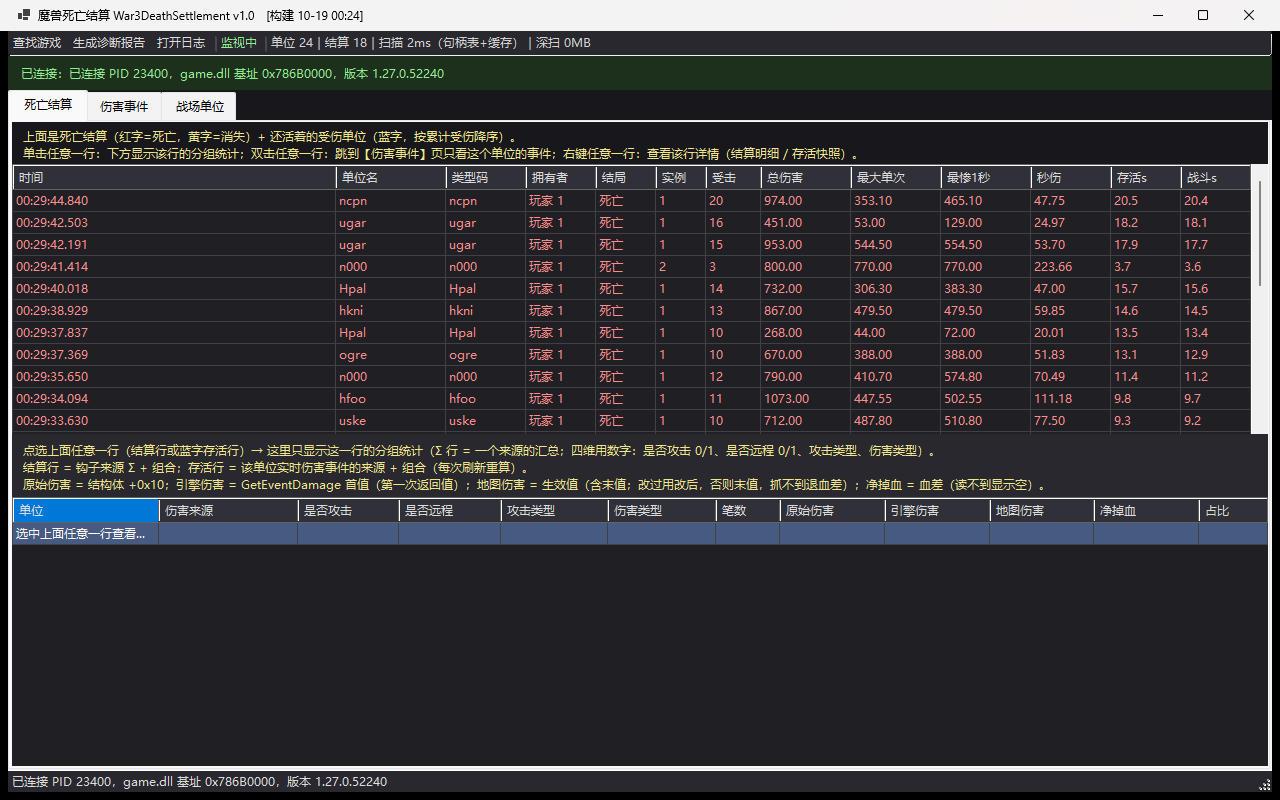 魔兽死亡结算 War3DeathSettlement v1.0 [构建 10-19 00:24]
查找游戏 生成诊断报告 打开日志 | 监视中 | 单位 24 | 结算 18 | 扫描 2ms（句柄表+缓存） | 深扫 0MB
已连接：已连接 PID 23400，game.dll 基址 0x786B0000，版本 1.27.0.52240
死亡结算 伤害事件 战场单位
上面是死亡结算（红字=死亡，黄字=消失）+ 还活着的受伤单位（蓝字，按累计受伤降序）。
单击任意一行：下方显示该行的分组统计；双击任意一行：跳到【伤害事件】页只看这个单位的事件；右键任意一行：查看该行详情（结算明细 / 存活快照）。
时间 单位名 类型码 拥有者 结局 实例 受击 总伤害 最大单次 最惨1秒 秒伤 存活s 战斗s
00:29:44.840 ncpn ncpn 玩家 1 死亡 1 20 974.00 353.10 465.10 47.75 20.5 20.4
00:29:42.503 ugar ugar 玩家 1 死亡 1 16 451.00 53.00 129.00 24.97 18.2 18.1
00:29:42.191 ugar ugar 玩家 1 死亡 1 15 953.00 544.50 554.50 53.70 17.9 17.7
00:29:41.414 n000 n000 玩家 1 死亡 2 3 800.00 770.00 770.00 223.66 3.7 3.6
00:29:40.018 Hpal Hpal 玩家 1 死亡 1 14 732.00 306.30 383.30 47.00 15.7 15.6
00:29:38.929 hkni hkni 玩家 1 死亡 1 13 867.00 479.50 479.50 59.85 14.6 14.5
00:29:37.837 Hpal Hpal 玩家 1 死亡 1 10 268.00 44.00 72.00 20.01 13.5 13.4
00:29:37.369 ogre ogre 玩家 1 死亡 1 10 670.00 388.00 388.00 51.83 13.1 12.9
00:29:35.650 n000 n000 玩家 1 死亡 1 12 790.00 410.70 574.80 70.49 11.4 11.2
00:29:34.094 hfoo hfoo 玩家 1 死亡 1 11 1073.00 447.55 502.55 111.18 9.8 9.7
00:29:33.630 uske uske 玩家 1 死亡 1 10 712.00 487.80 510.80 77.50 9.3 9.2
点选上面任意一行（结算行或蓝字存活行）→ 这里只显示这一行的分组统计（Σ 行 = 一个来源的汇总；四维用数字：是否攻击 0/1、是否远程 0/1、攻击类型、伤害类型）。
结算行 = 钩子来源 Σ + 组合；存活行 = 该单位实时伤害事件的来源 + 组合（每次刷新重算）。
原始伤害 = 结构体 +0x10；引擎伤害 = GetEventDamage 首值（第一次返回值）；地图伤害 = 生效值（含末值；改过用改后，否则末值，抓不到退血差）；净掉血 = 血差（读不到显示空）。
单位 伤害来源 是否攻击 是否远程 攻击类型 伤害类型 笔数 原始伤害 引擎伤害 地图伤害 净掉血 占比
选中上面任意一行查看...
已连接 PID 23400，game.dll 基址 0x786B0000，版本 1.27.0.52240